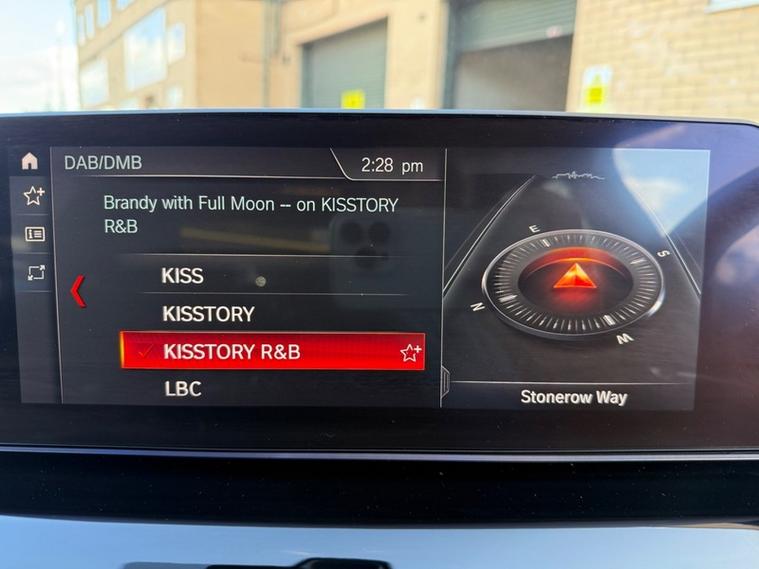 DAB/DMB
2:28 pm
Brandy with Full Moon -- on KISSTORY
R&B
KISS
KISSTORY
KISSTORY R&B
LBC
E
S
N
W
Stonerow Way